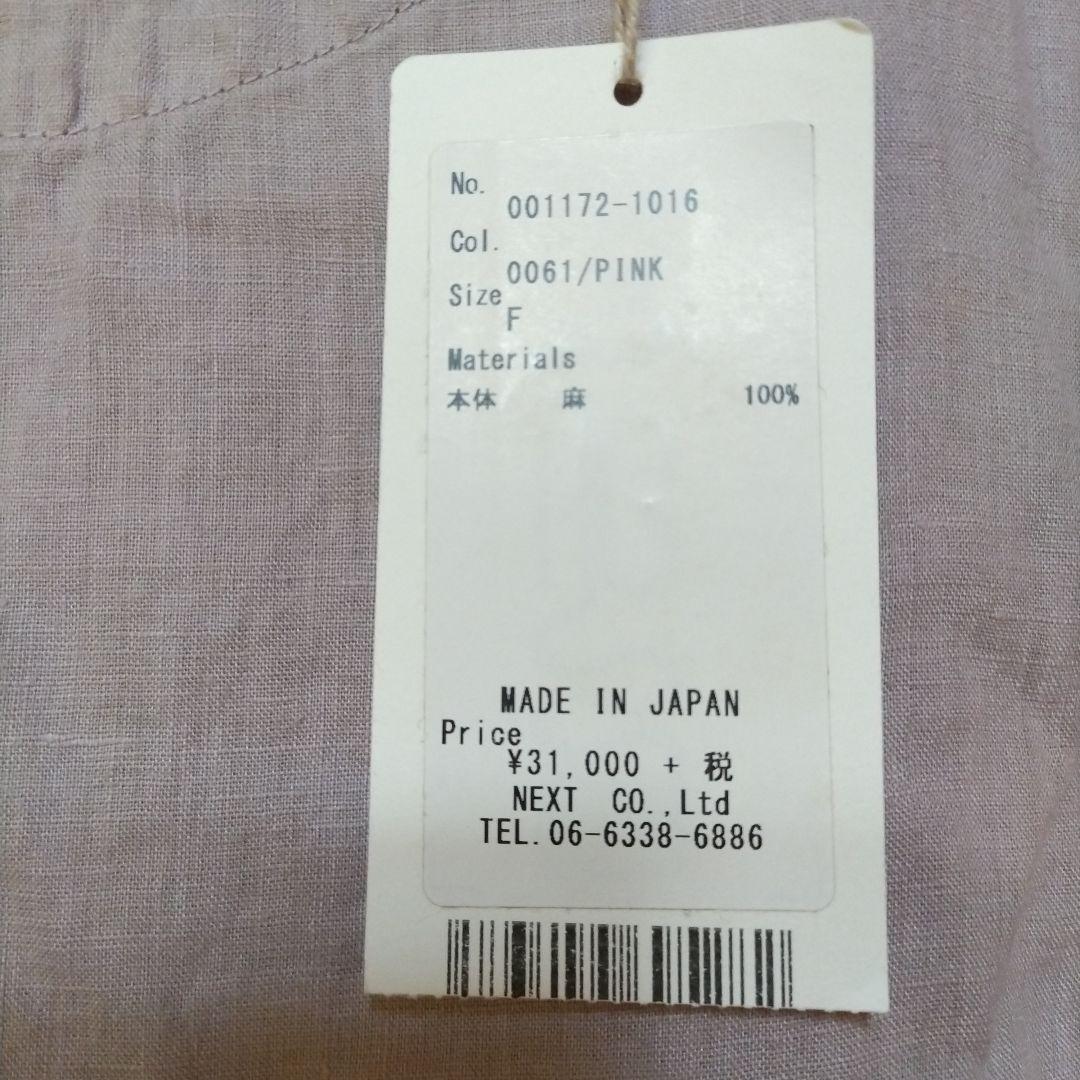 No.
001172-1016
Col.
0061/PINK
Size
F
Materials
本体 麻 100%
MADE IN JAPAN
Price
¥31,000 + 税
NEXT CO.,Ltd
TEL.06-6338-6886